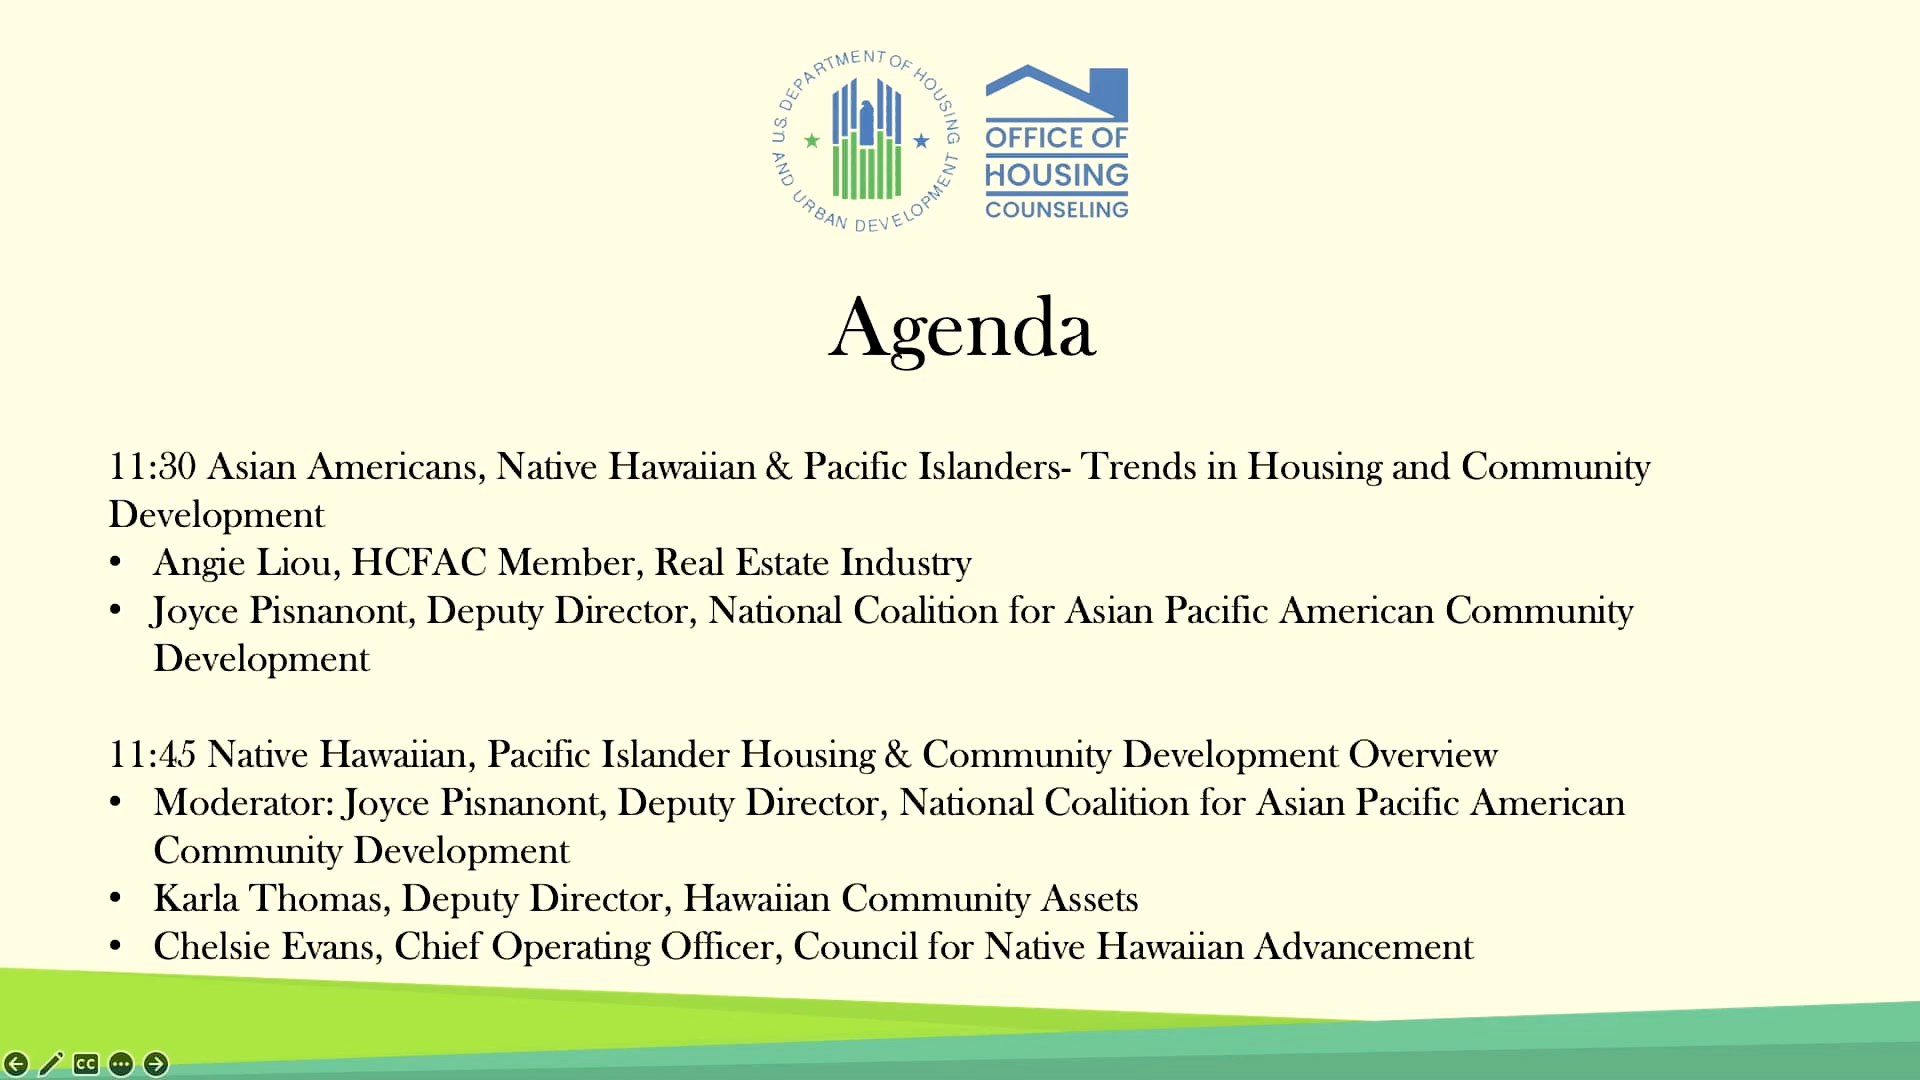 U.S. DEPARTMENT OF HOUSING
AND URBAN DEVELOPMENT
OFFICE OF
HOUSING
COUNSELING
Agenda
11:30 Asian Americans, Native Hawaiian & Pacific Islanders- Trends in Housing and Community
Development
• Angie Liou, HCFAC Member, Real Estate Industry
• Joyce Pisnanont, Deputy Director, National Coalition for Asian Pacific American Community
Development
11:45 Native Hawaiian, Pacific Islander Housing & Community Development Overview
• Moderator: Joyce Pisnanont, Deputy Director, National Coalition for Asian Pacific American
Community Development
• Karla Thomas, Deputy Director, Hawaiian Community Assets
• Chelsie Evans, Chief Operating Officer, Council for Native Hawaiian Advancement
CC